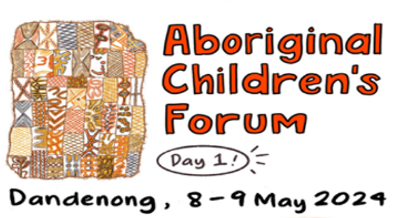 Aboriginal
Children's
Forum
Day 1!
Dandenong, 8-9 May 2024